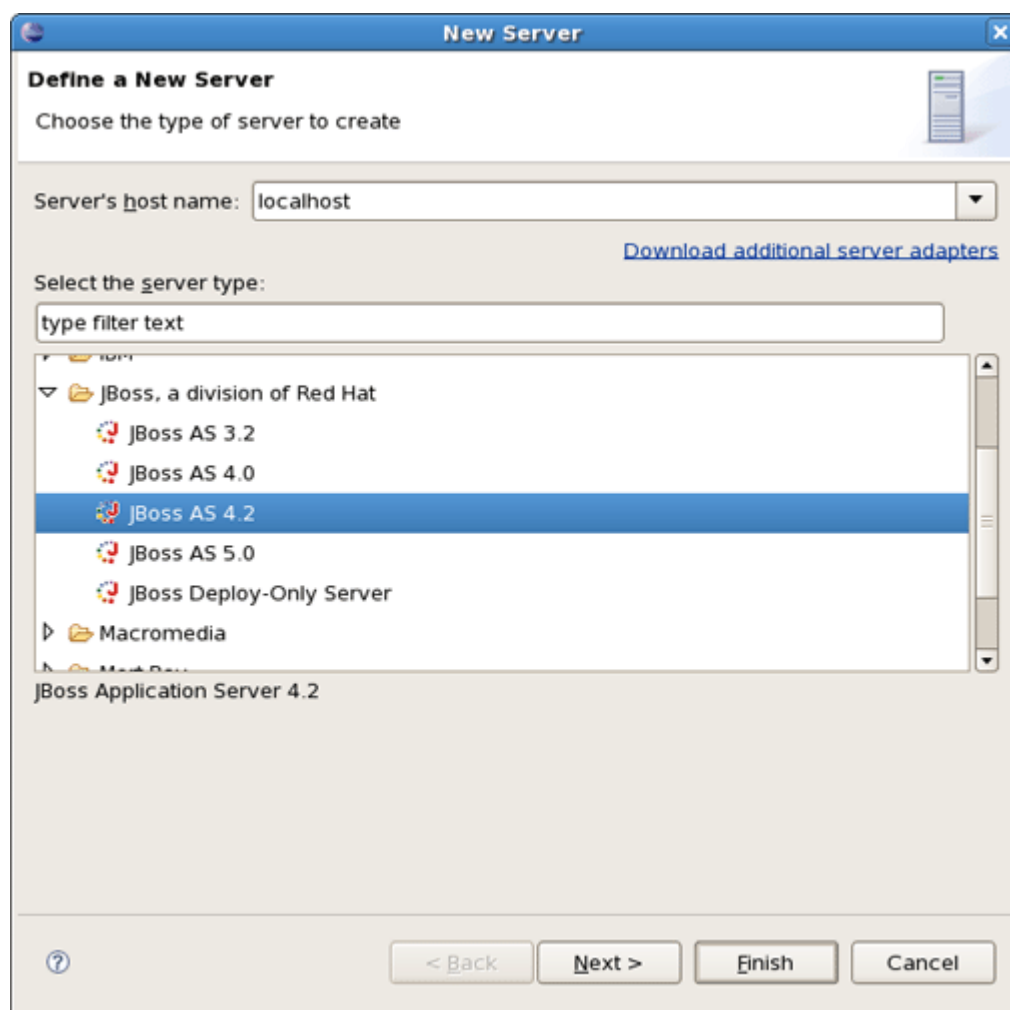 New Server
Define a New Server
Choose the type of server to create
Server's host name: localhost
Download additional server adapters
Select the server type:
type filter text
IBM
JBoss, a division of Red Hat
JBoss AS 3.2
JBoss AS 4.0
JBoss AS 4.2
JBoss AS 5.0
JBoss Deploy-Only Server
Macromedia
JBoss Application Server 4.2
< Back Next > Finish Cancel